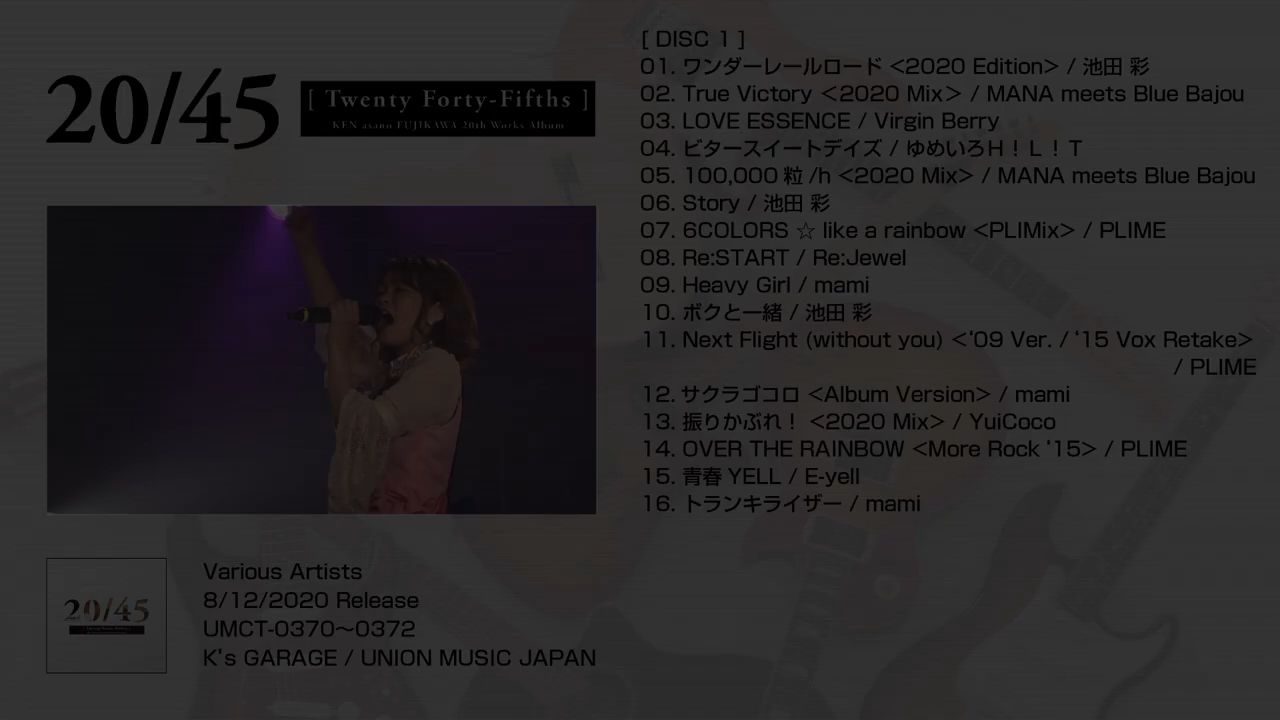 20/45
[ Twenty Forty-Fifths ]
KEN asano FUJIKAWA 20th Works Album
[ DISC 1 ]
01. ワンダーレールロード <2020 Edition> / 池田 彩
02. True Victory <2020 Mix> / MANA meets Blue Bajou
03. LOVE ESSENCE / Virgin Berry
04. ビタースイートデイズ / ゆめいろH！L！T
05. 100,000 粒 /h <2020 Mix> / MANA meets Blue Bajou
06. Story / 池田 彩
07. 6COLORS ☆ like a rainbow <PLIMix> / PLIME
08. Re:START / Re:Jewel
09. Heavy Girl / mami
10. ボクと一緒 / 池田 彩
11. Next Flight (without you) <‘09 Ver. / ‘15 Vox Retake>
/ PLIME
12. サクラゴコロ <Album Version> / mami
13. 振りかぶれ！ <2020 Mix> / YuiCoco
14. OVER THE RAINBOW <More Rock ‘15> / PLIME
15. 青春 YELL / E-yell
16. トランキライザー / mami
20/45
Various Artists
8/12/2020 Release
UMCT-0370〜0372
K's GARAGE / UNION MUSIC JAPAN